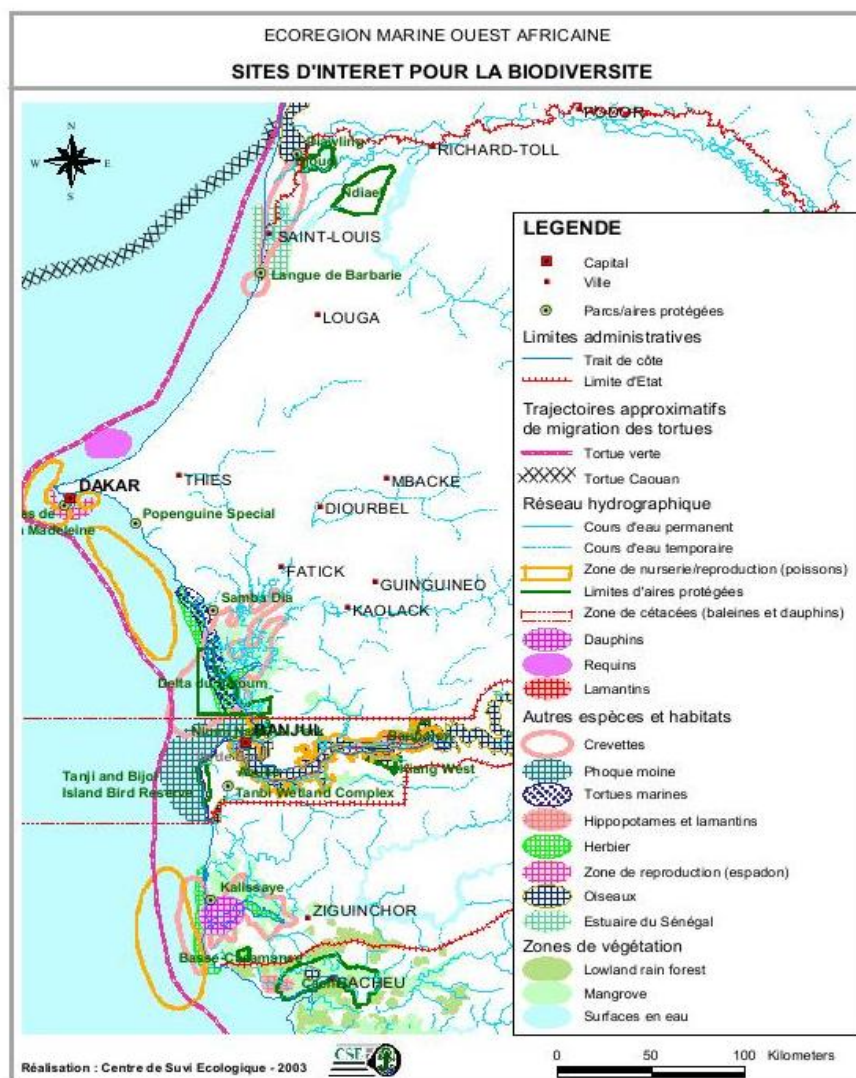 ECOREGION MARINE OUEST AFRICAINE
SITES D'INTERET POUR LA BIODIVERSITE
N
W
E
S
PODOR
RICHARD-TOLL
Ndiael
SAINT-LOUIS
Langue de Barbarie
LOUGA
DAKAR
THIES
MBACKE
es de
Madeleine
Popenguine Special
DIOURBEL
FATICK
GUINGUINEO
Samba Dia
KAOLACK
Delta du Saloum
BANJUL
Tanji and Bijol
Island Bird Reserve
Tanbi Wetland Complex
Kalissaye
ZIGUINCHOR
Basse Casamance
CACHEU
LEGENDE
Capital
Ville
Parcs/aires protégées
Limites administratives
Trait de côte
Limite d'Etat
Trajectoires approximatifs
de migration des tortues
Tortue verte
Tortue Caouan
Réseau hydrographique
Cours d'eau permanent
Cours d'eau temporaire
Zone de nurserie/reproduction (poissons)
Limites d'aires protégées
Zone de cétacées (baleines et dauphins)
Dauphins
Requins
Lamantins
Autres espèces et habitats
Crevettes
Phoque moine
Tortues marines
Hippopotames et lamantins
Herbier
Zone de reproduction (espadon)
Oiseaux
Estuaire du Sénégal
Zones de végétation
Lowland rain forest
Mangrove
Surfaces en eau
Réalisation : Centre de Suvi Ecologique - 2003
CSE
0 50 100 Kilometers